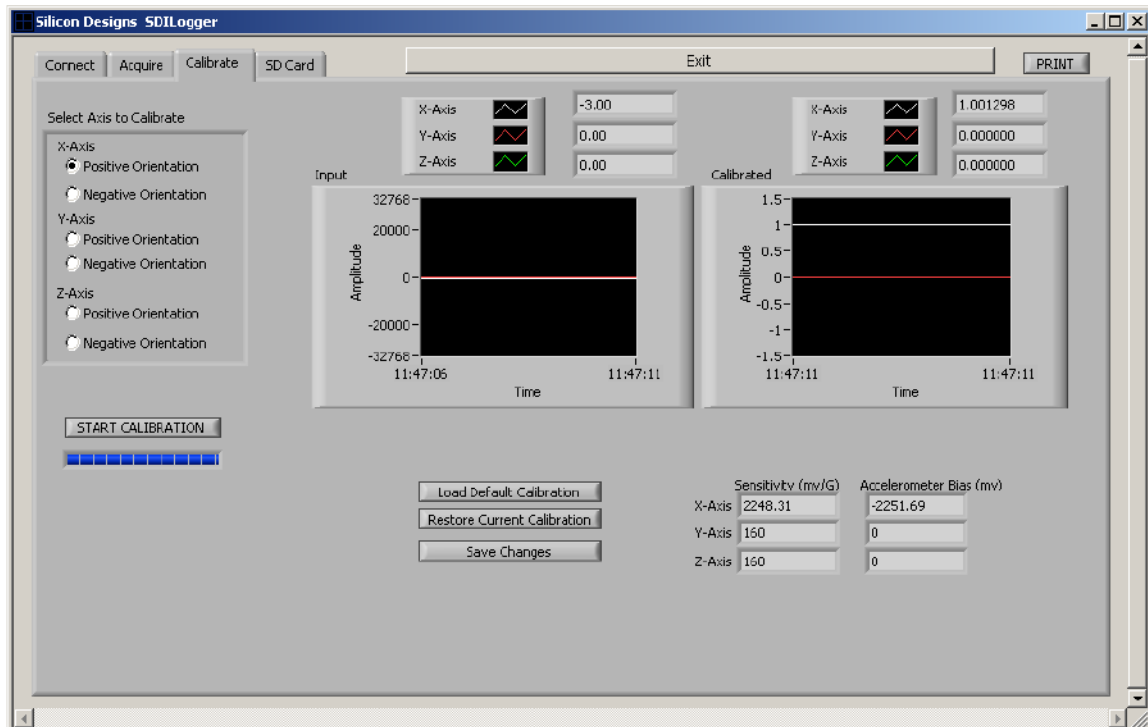 Silicon Designs SDILogger
Connect
Acquire
Calibrate
SD Card
Exit
PRINT
Select Axis to Calibrate
X-Axis
Positive Orientation
Negative Orientation
Y-Axis
Positive Orientation
Negative Orientation
Z-Axis
Positive Orientation
Negative Orientation
START CALIBRATION
X-Axis -3.00
Y-Axis 0.00
Z-Axis 0.00
Input
32768
20000
0
-20000
-32768
Amplitude
11:47:06 11:47:11
Time
X-Axis 1.001298
Y-Axis 0.000000
Z-Axis 0.000000
Calibrated
1.5
1
0.5
0
-0.5
-1
-1.5
Amplitude
11:47:11 11:47:11
Time
Load Default Calibration
Restore Current Calibration
Save Changes
Sensitivity (mv/G) Accelerometer Bias (mv)
X-Axis 2248.31 -2251.69
Y-Axis 160 0
Z-Axis 160 0